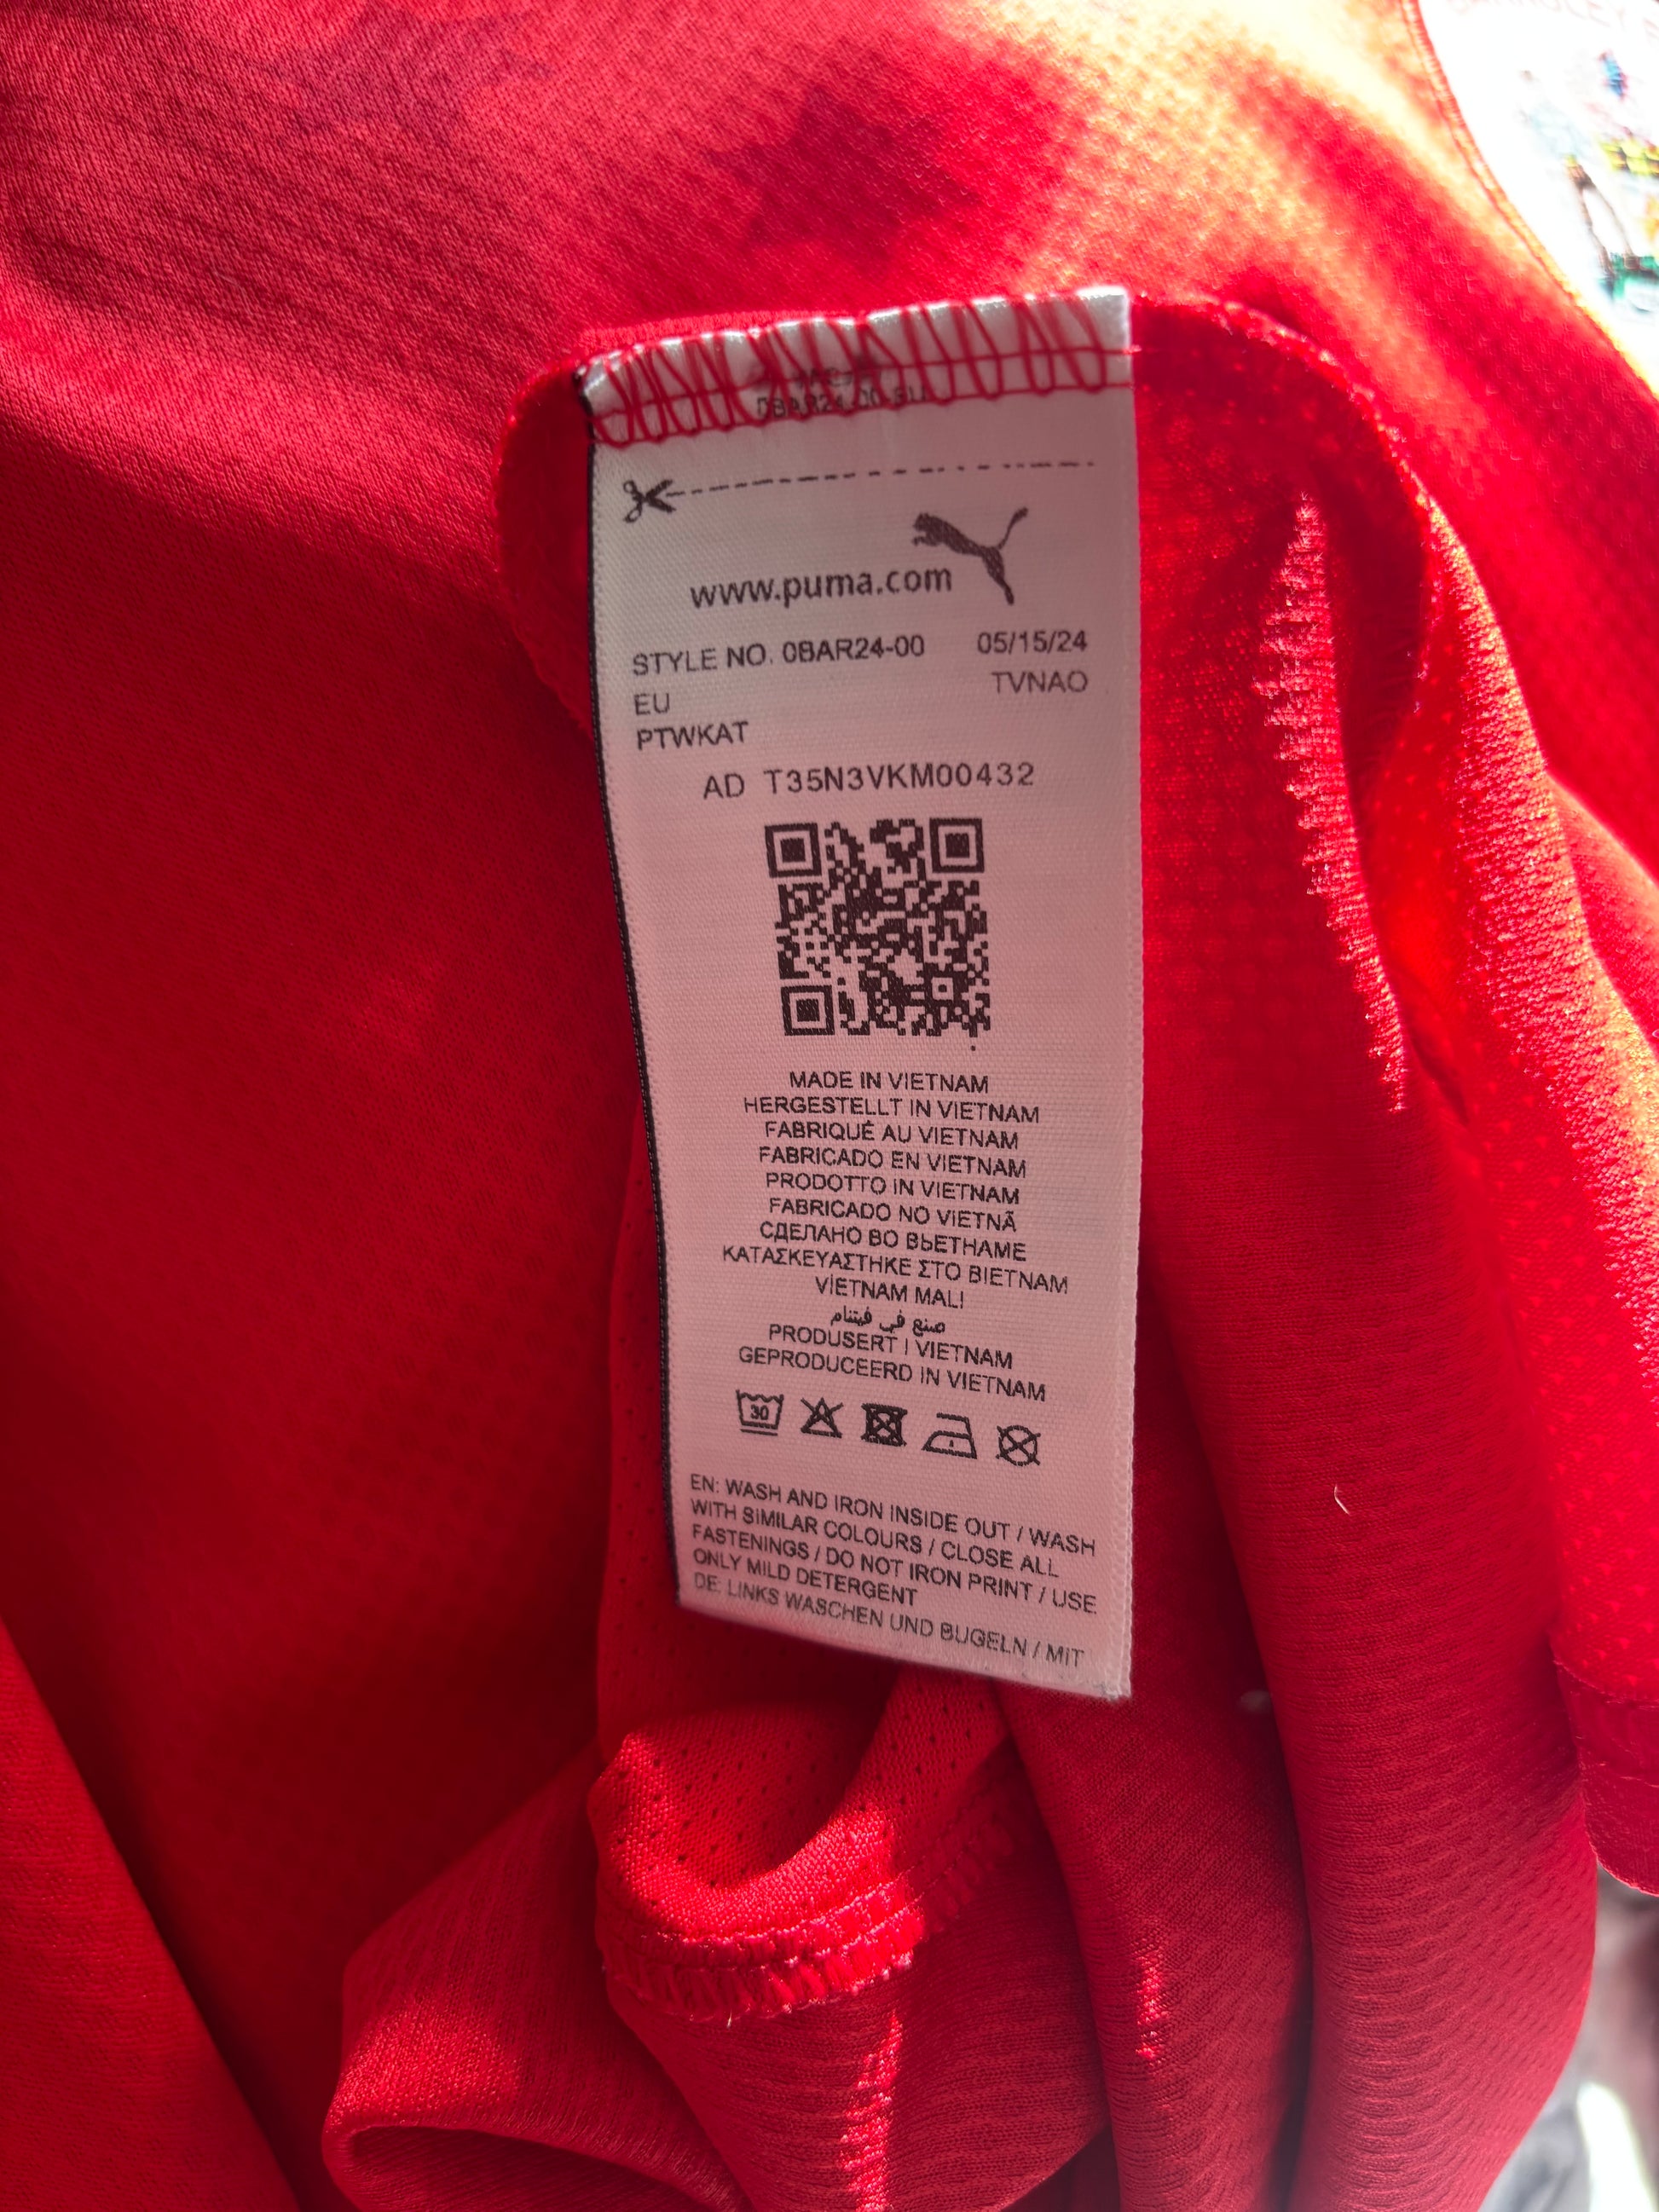 www.puma.com
STYLE NO. 0BAR24-00 05/15/24
EU TVNAO
PTWKAT
AD T35N3VKM00432
MADE IN VIETNAM
HERGESTELLT IN VIETNAM
FABRIQUÉ AU VIETNAM
FABRICADO EN VIETNAM
PRODOTTO IN VIETNAM
FABRICADO NO VIETNÃ
СДЕЛАНО ВО ВЬЕТНАМЕ
ΚΑΤΑΣΚΕΥΑΣΤΗΚΕ ΣΤΟ ΒΙΕΤΝΑΜ
VİETNAM MALI
صنع في فيتنام
PRODUSERT I VIETNAM
GEPRODUCEERD IN VIETNAM
30
EN: WASH AND IRON INSIDE OUT / WASH
WITH SIMILAR COLOURS / CLOSE ALL
FASTENINGS / DO NOT IRON PRINT / USE
ONLY MILD DETERGENT
DE: LINKS WASCHEN UND BUGELN / MIT